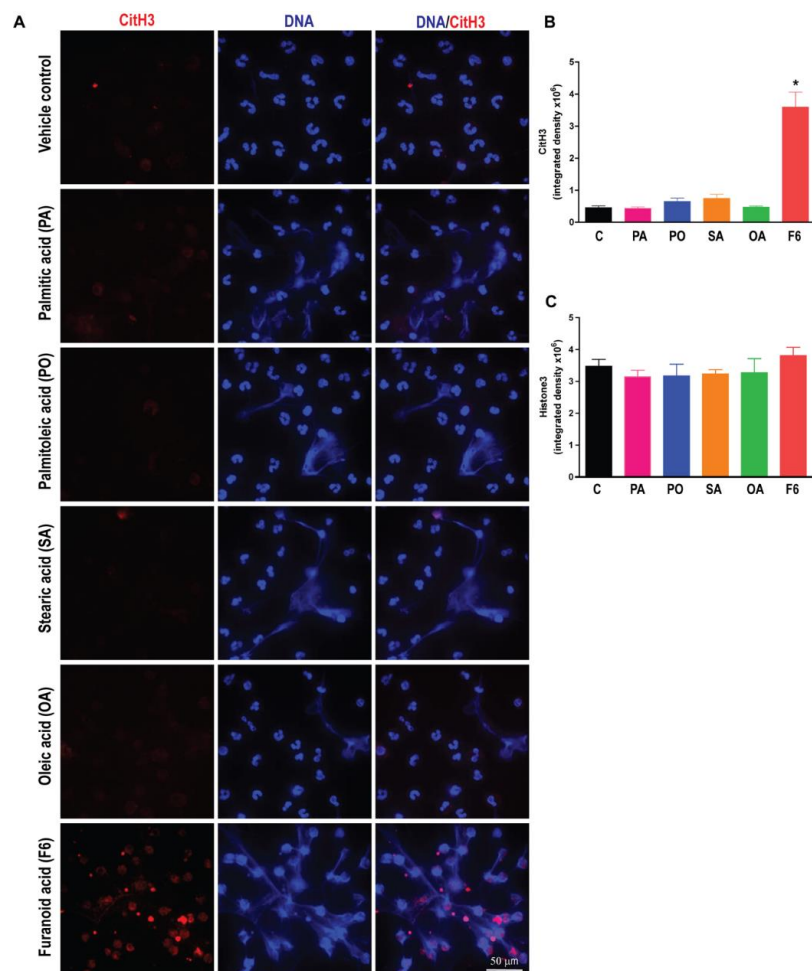 A
CitH3
DNA
DNA/CitH3
Vehicle control
Palmitic acid (PA)
Palmitoleic acid (PO)
Stearic acid (SA)
Oleic acid (OA)
Furanoid acid (F6)
50 µm
B
CitH3
(integrated density x10⁶)
5
4
3
2
1
0
*
C PA PO SA OA F6
C
Histone3
(integrated density x10⁶)
5
4
3
2
1
0
C PA PO SA OA F6